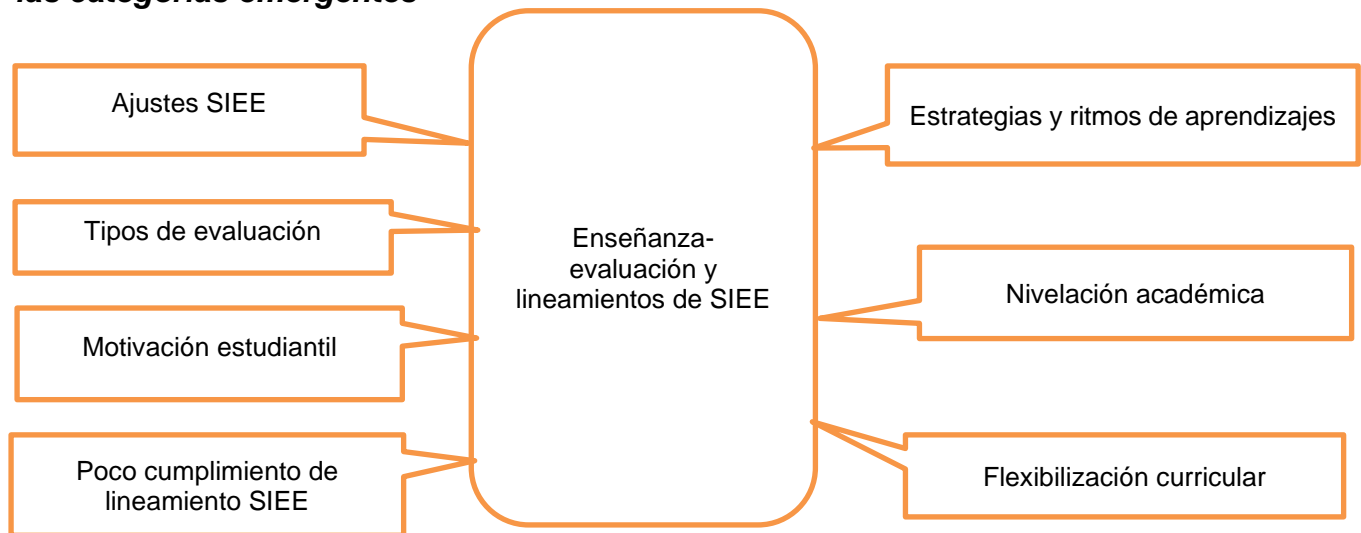 las categorías emergentes
Ajustes SIEE
Tipos de evaluación
Motivación estudiantil
Poco cumplimiento de
lineamiento SIEE
Enseñanza-
evaluación y
lineamientos de SIEE
Estrategias y ritmos de aprendizajes
Nivelación académica
Flexibilización curricular